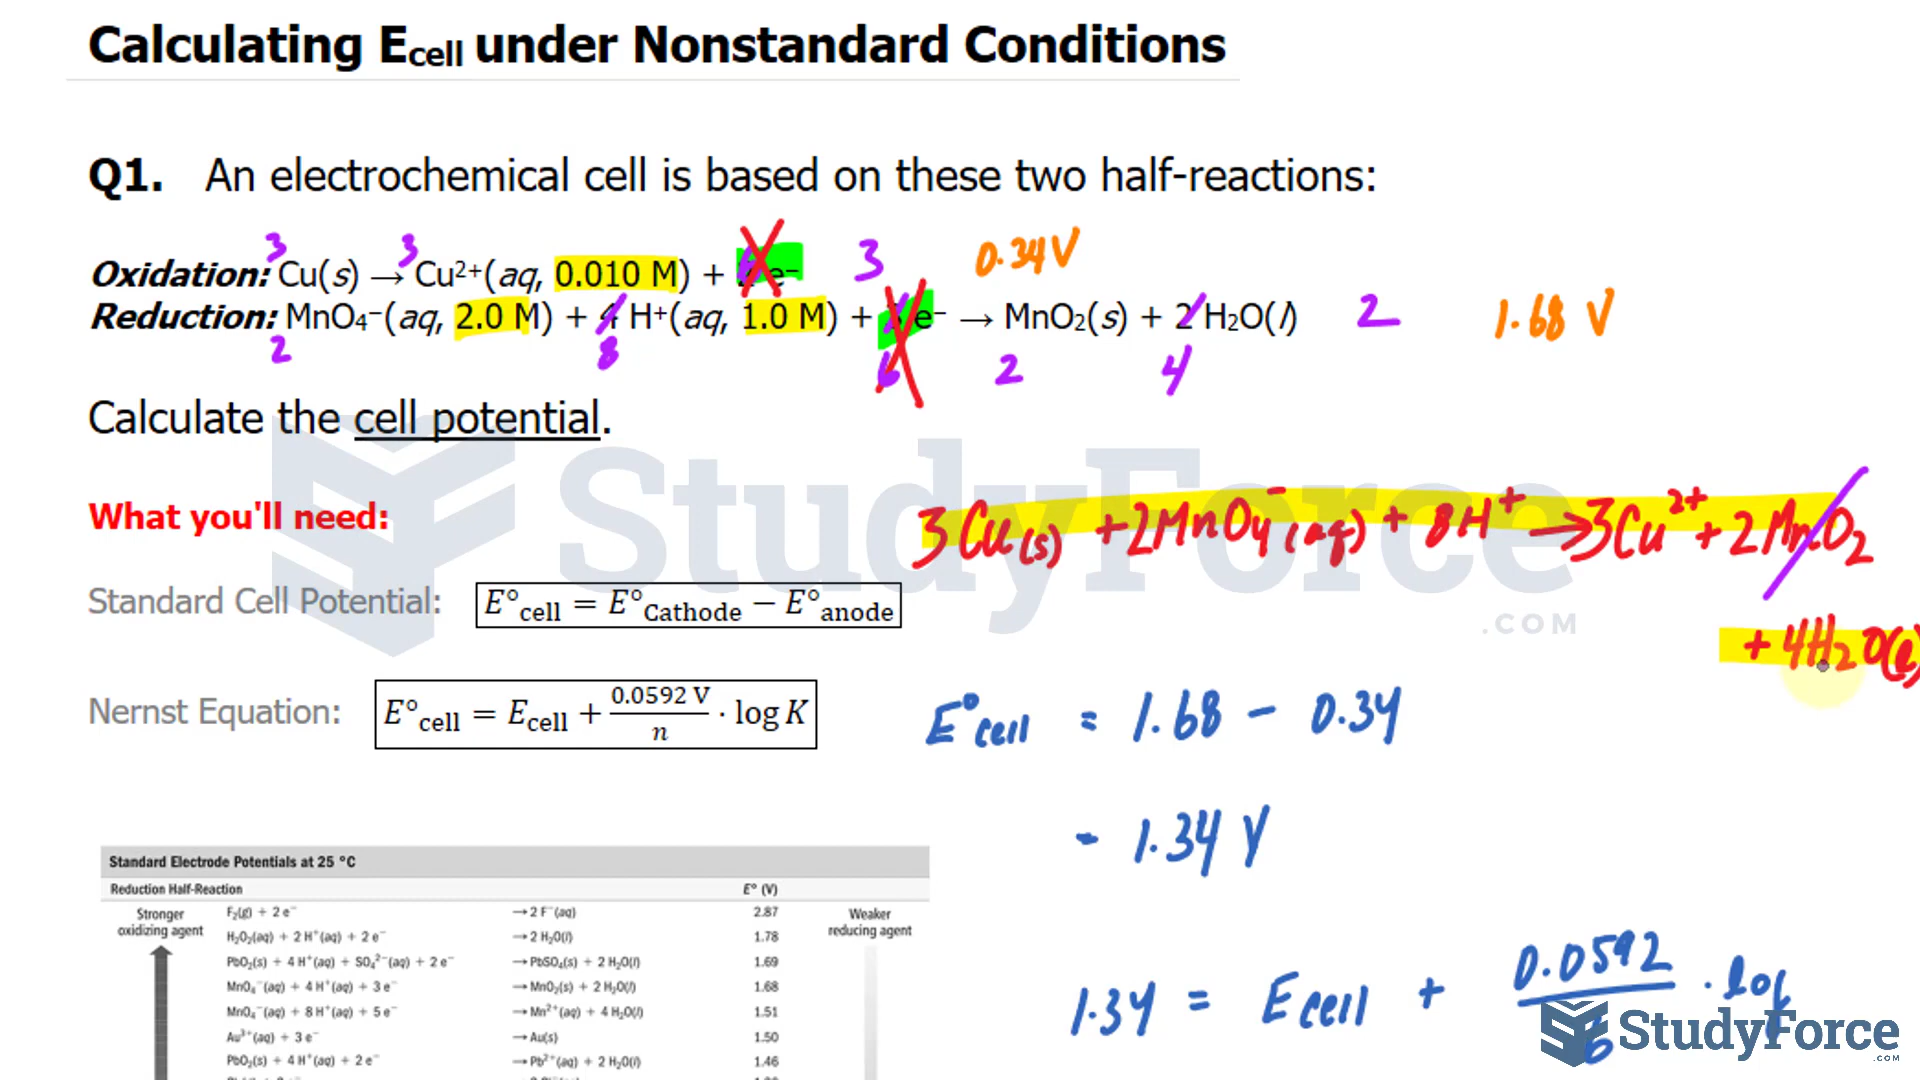 Calculating Ecell under Nonstandard Conditions
Q1. An electrochemical cell is based on these two half-reactions:
3 3 3 0.34 V
Oxidation: Cu(s) → Cu2+(aq, 0.010 M) + e−
Reduction: MnO4−(aq, 2.0 M) + 4 H+(aq, 1.0 M) + e− → MnO2(s) + 2 H2O(l) 2 1.68 V
2 8 6 2 4
Calculate the cell potential.
StudyForce
.COM
What you'll need:
3Cu(s) + 2MnO4−(aq) + 8H+ → 3Cu2+ + 2MnO2
+ 4H2O(l)
Standard Cell Potential: E°cell = E°Cathode − E°anode
Nernst Equation: E°cell = Ecell + 0.0592 V/n · log K
E°cell = 1.68 − 0.34
= 1.34 V
1.34 = Ecell + 0.0592/6 · log
Standard Electrode Potentials at 25 °C
Reduction Half-Reaction E° (V)
Stronger oxidizing agent
Weaker reducing agent
F2(g) + 2 e− → 2 F−(aq) 2.87
H2O2(aq) + 2 H+(aq) + 2 e− → 2 H2O(l) 1.78
PbO2(s) + 4 H+(aq) + SO42−(aq) + 2 e− → PbSO4(s) + 2 H2O(l) 1.69
MnO4−(aq) + 4 H+(aq) + 3 e− → MnO2(s) + 2 H2O(l) 1.68
MnO4−(aq) + 8 H+(aq) + 5 e− → Mn2+(aq) + 4 H2O(l) 1.51
Au3+(aq) + 3 e− → Au(s) 1.50
PbO2(s) + 4 H+(aq) + 2 e− → Pb2+(aq) + 2 H2O(l) 1.46
StudyForce
.COM